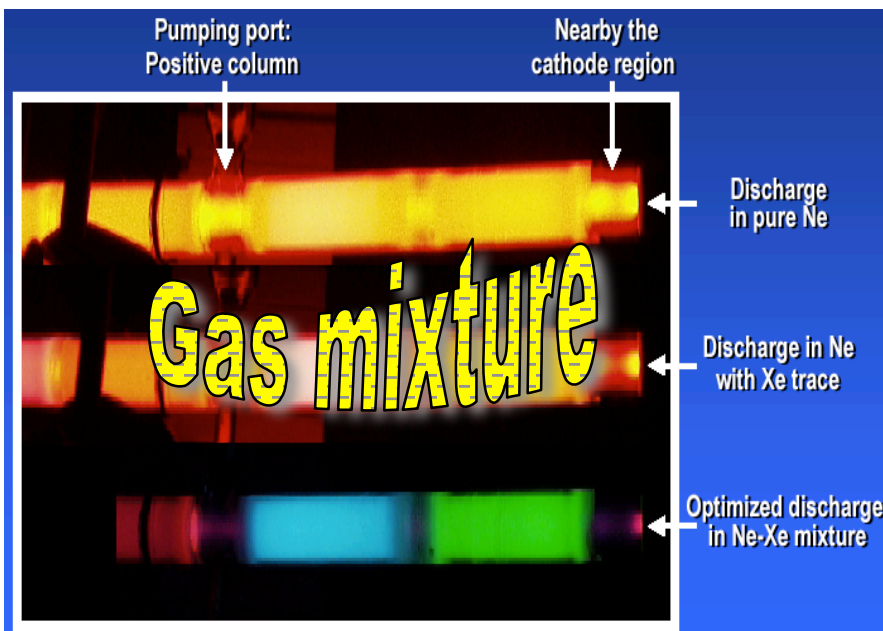 Pumping port:
Positive column
Nearby the
cathode region
Discharge
in pure Ne
Gas mixture
Discharge in Ne
with Xe trace
Optimized discharge
in Ne-Xe mixture